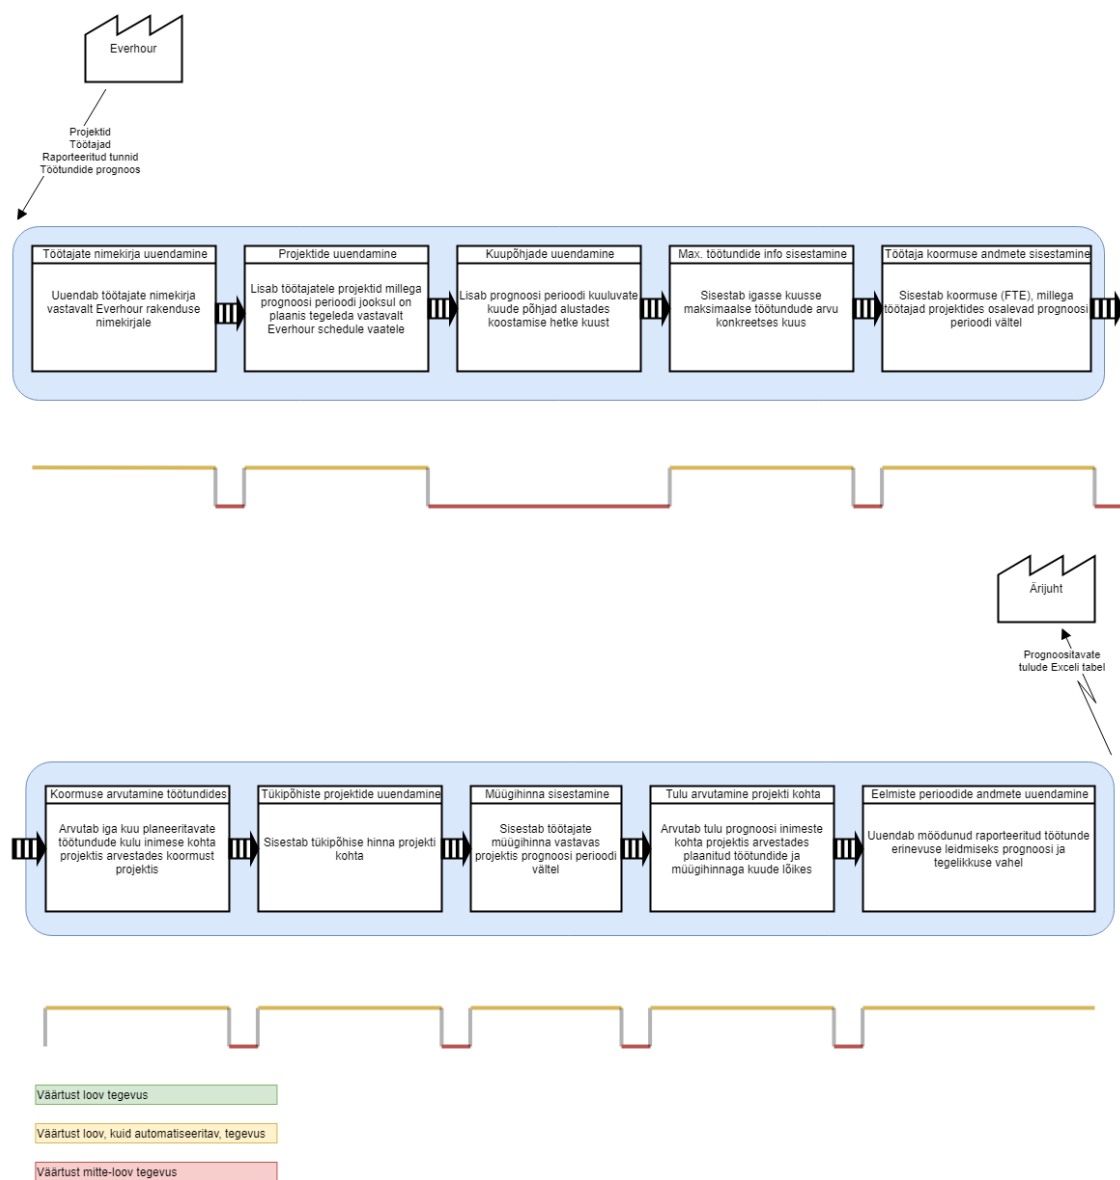 Everhour
Projektid
Töötajad
Raporteeritud tunnid
Töötundide prognoos
Töötajate nimekirja uuendamine
Uuendab töötajate nimekirja
vastavalt Everhour rakenduse
nimekirjale
Projektide uuendamine
Lisab töötajatele projektid millega
prognoosi perioodi jooksul on
plaanis tegeleda vastavalt
Everhour schedule vaatele
Kuupõhjade uuendamine
Lisab prognoosi perioodi kuuluvate
kuude põhjad alustades
koostamise hetke kuust
Max. töötundide info sisestamine
Sisestab igasse kuusse
maksimaalse töötundude arvu
konkreetses kuus
Töötaja koormuse andmete sisestamine
Sisestab koormuse (FTE), millega
töötajad projektides osalevad prognoosi
perioodi vältel
Ärijuht
Prognoositavate
tulude Exceli tabel
Koormuse arvutamine töötundides
Arvutab iga kuu planeeritavate
töötundude kulu inimese kohta
projektis arvestades koormust
projektis
Tükipõhiste projektide uuendamine
Sisestab tükipõhise hinna projekti
kohta
Müügihinna sisestamine
Sisestab töötajate
müügihinna vastavas
projektis prognoosi perioodi
vältel
Tulu arvutamine projekti kohta
Arvutab tulu prognoosi inimeste
kohta projektis arvestades
plaanitud töötundide ja
müügihinnaga kuude lõikes
Eelmiste perioodide andmete uuendamine
Uuendab möödunud raporteeritud töötunde
erinevuse leidmiseks prognoosi ja
tegelikkuse vahel
Väärtust loov tegevus
Väärtust loov, kuid automatiseeritav, tegevus
Väärtust mitte-loov tegevus